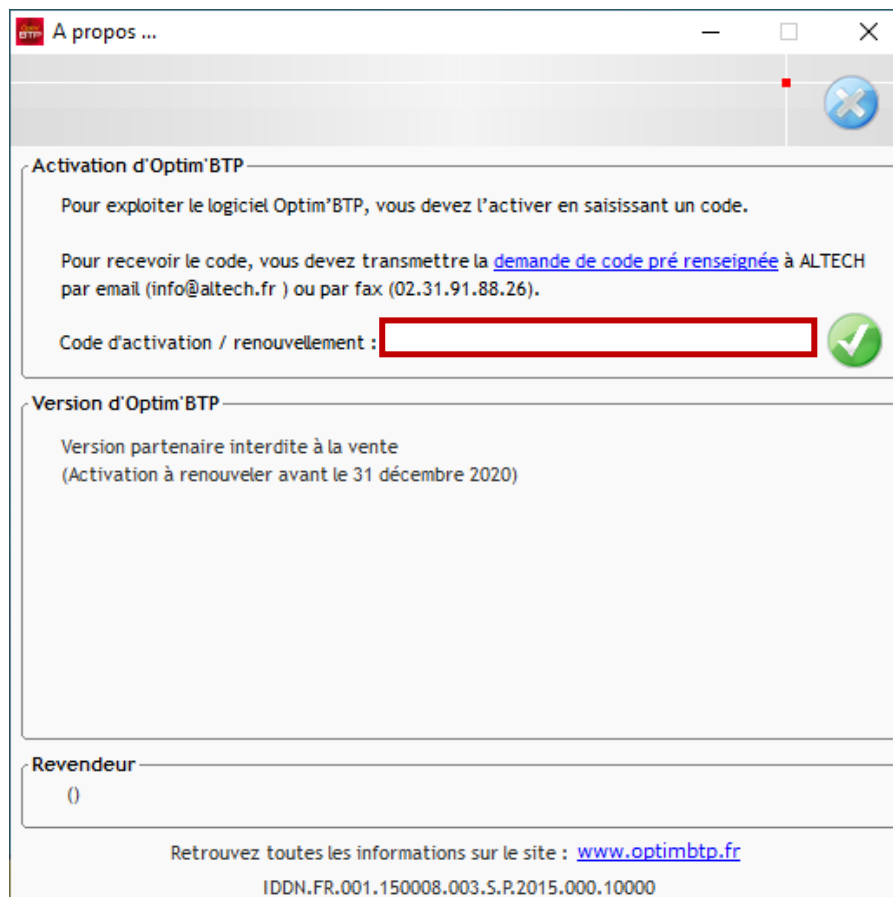 Optim BTP A propos ...
Activation d'Optim'BTP
Pour exploiter le logiciel Optim’BTP, vous devez l’activer en saisissant un code.
Pour recevoir le code, vous devez transmettre la demande de code pré renseignée à ALTECH
par email (info@altech.fr ) ou par fax (02.31.91.88.26).
Code d'activation / renouvellement :
Version d'Optim'BTP
Version partenaire interdite à la vente
(Activation à renouveler avant le 31 décembre 2020)
Revendeur
()
Retrouvez toutes les informations sur le site : www.optimbtp.fr
IDDN.FR.001.150008.003.S.P.2015.000.10000